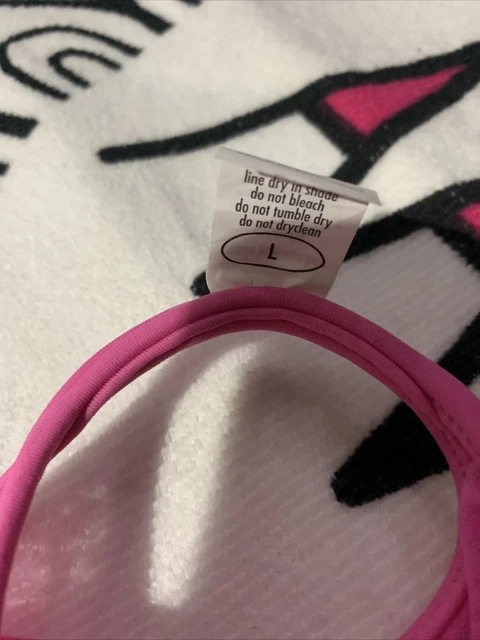 line dry in shade
do not bleach
do not tumble dry
do not dryclean
L